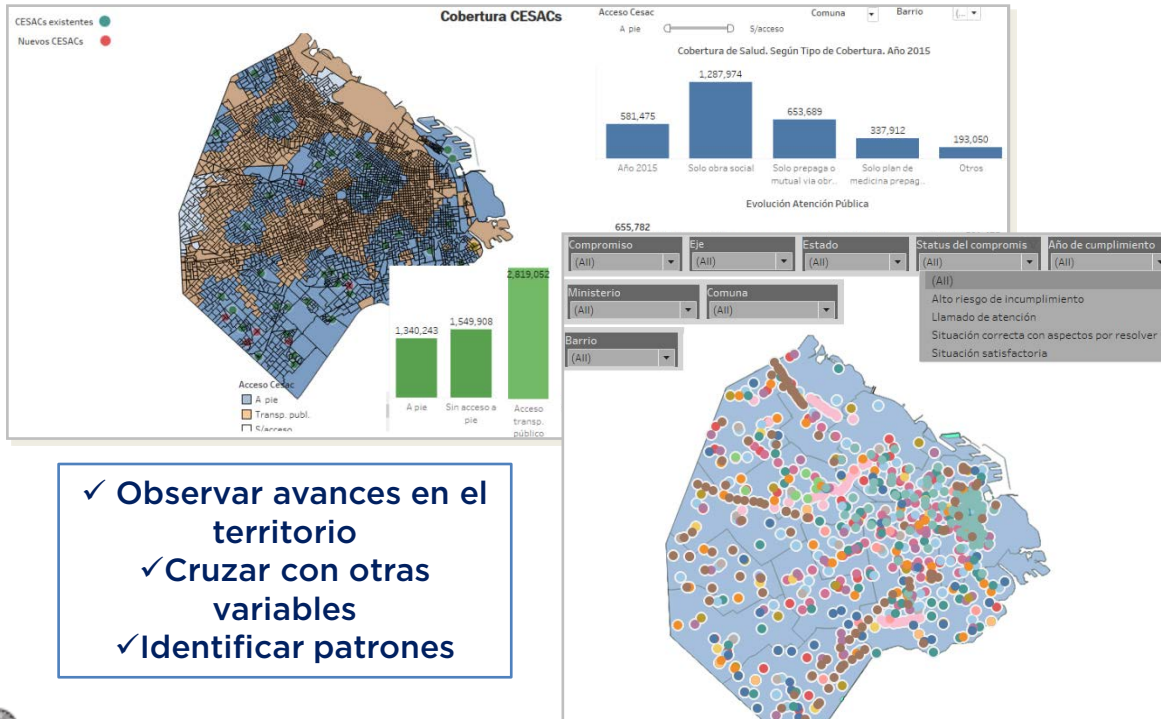 CESACs existentes
Nuevos CESACs
Cobertura CESACs
Acceso Cesac
A pie
S/acceso
Comuna
Barrio
(...
Cobertura de Salud. Según Tipo de Cobertura. Año 2015
581,475
1,287,974
653,689
337,912
193,050
Año 2015
Solo obra social
Solo prepaga o
mutual via obr...
Solo plan de
medicina prepag...
Otros
Evolución Atención Pública
655,782
1,340,243
1,549,908
2,819,052
A pie
Sin acceso a
pie
Acceso
transp.
público
Acceso Cesac
A pie
Transp. publ.
S/acceso
Compromiso
(All)
Eje
(All)
Estado
(All)
Status del compromis
(All)
Año de cumplimiento
(All)
(All)
Alto riesgo de incumplimiento
Llamado de atención
Situación correcta con aspectos por resolver
Situación satisfactoria
Ministerio
(All)
Comuna
(All)
Barrio
(All)
✓ Observar avances en el
territorio
✓Cruzar con otras
variables
✓Identificar patrones